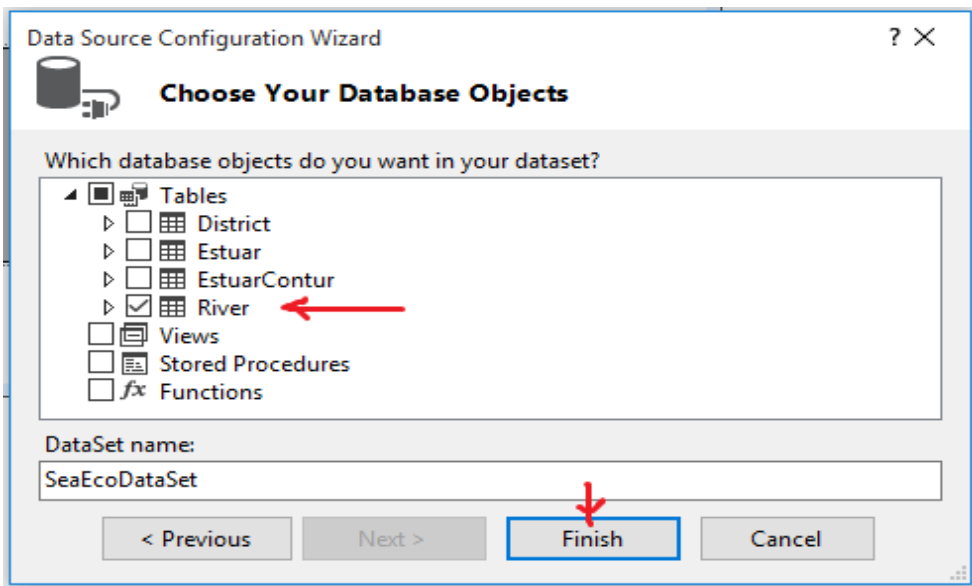 Data Source Configuration Wizard ?
Choose Your Database Objects
Which database objects do you want in your dataset?
Tables
District
Estuar
EstuarContur
River
Views
Stored Procedures
fx Functions
DataSet name:
SeaEcoDataSet
< Previous Next > Finish Cancel